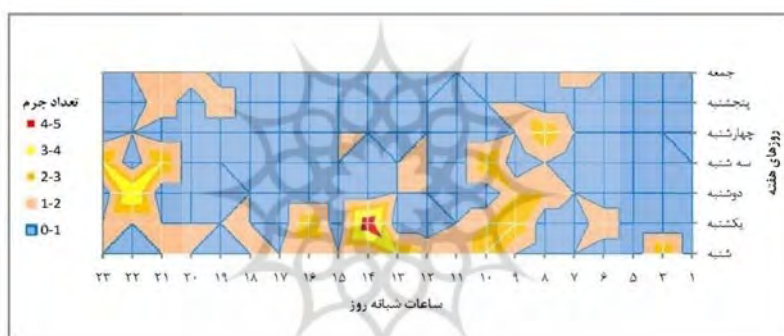 تعداد جرم
4-5
3-4
2-3
1-2
0-1
جمعه
پنجشنبه
چهارشنبه
سه شنبه
دوشنبه
یکشنبه
شنبه
روزهای هفته
۲۳ ۲۲ ۲۱ ۲۰ ۱۹ ۱۸ ۱۷ ۱۶ ۱۵ ۱۴ ۱۳ ۱۲ ۱۱ ۱۰ ۹ ۸ ۷ ۶ ۵ ۳ ۱
ساعات شبانه روز